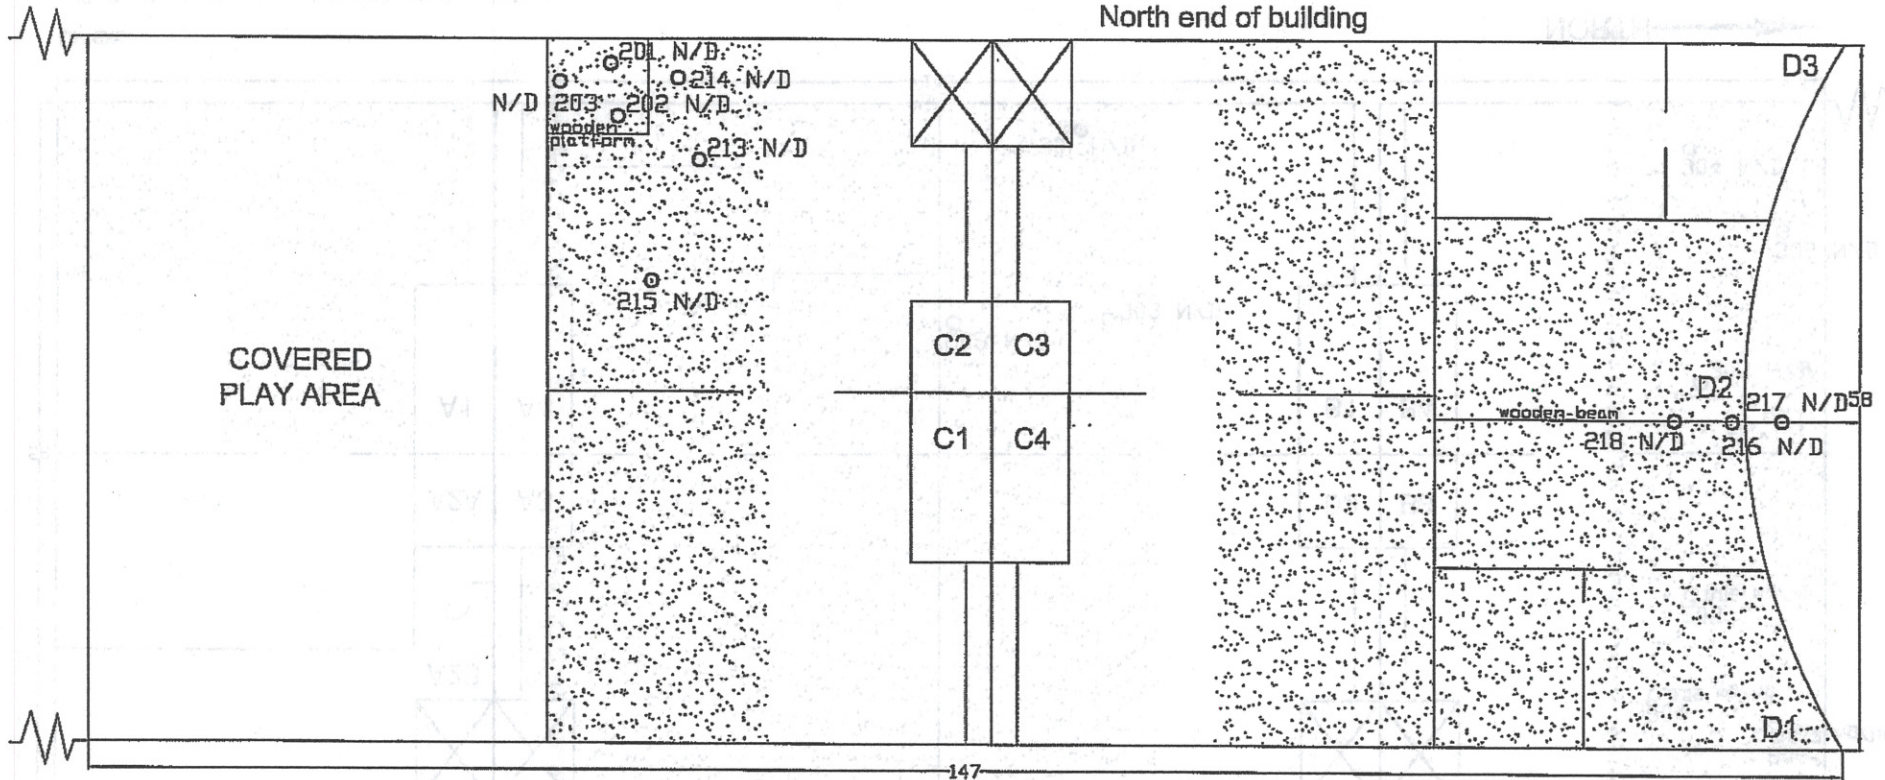 North end of building
201 N/D
214 N/D
N/D 203
202 N/D
wooden
platform
213 N/D
215 N/D
COVERED
PLAY AREA
C2
C3
C1
C4
D3
D2
217 N/D
58
wooden-beam
218 N/D
216 N/D
D1
147